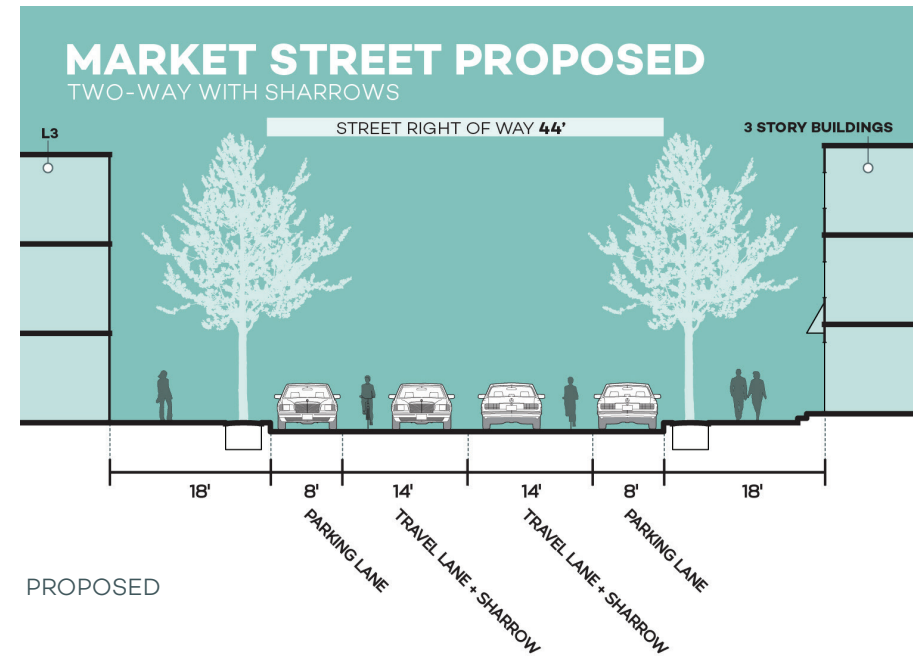 MARKET STREET PROPOSED
TWO-WAY WITH SHARROWS
STREET RIGHT OF WAY 44'
L3
3 STORY BUILDINGS
18'
8'
14'
14'
8'
18'
PARKING LANE
TRAVEL LANE + SHARROW
TRAVEL LANE + SHARROW
PARKING LANE
PROPOSED